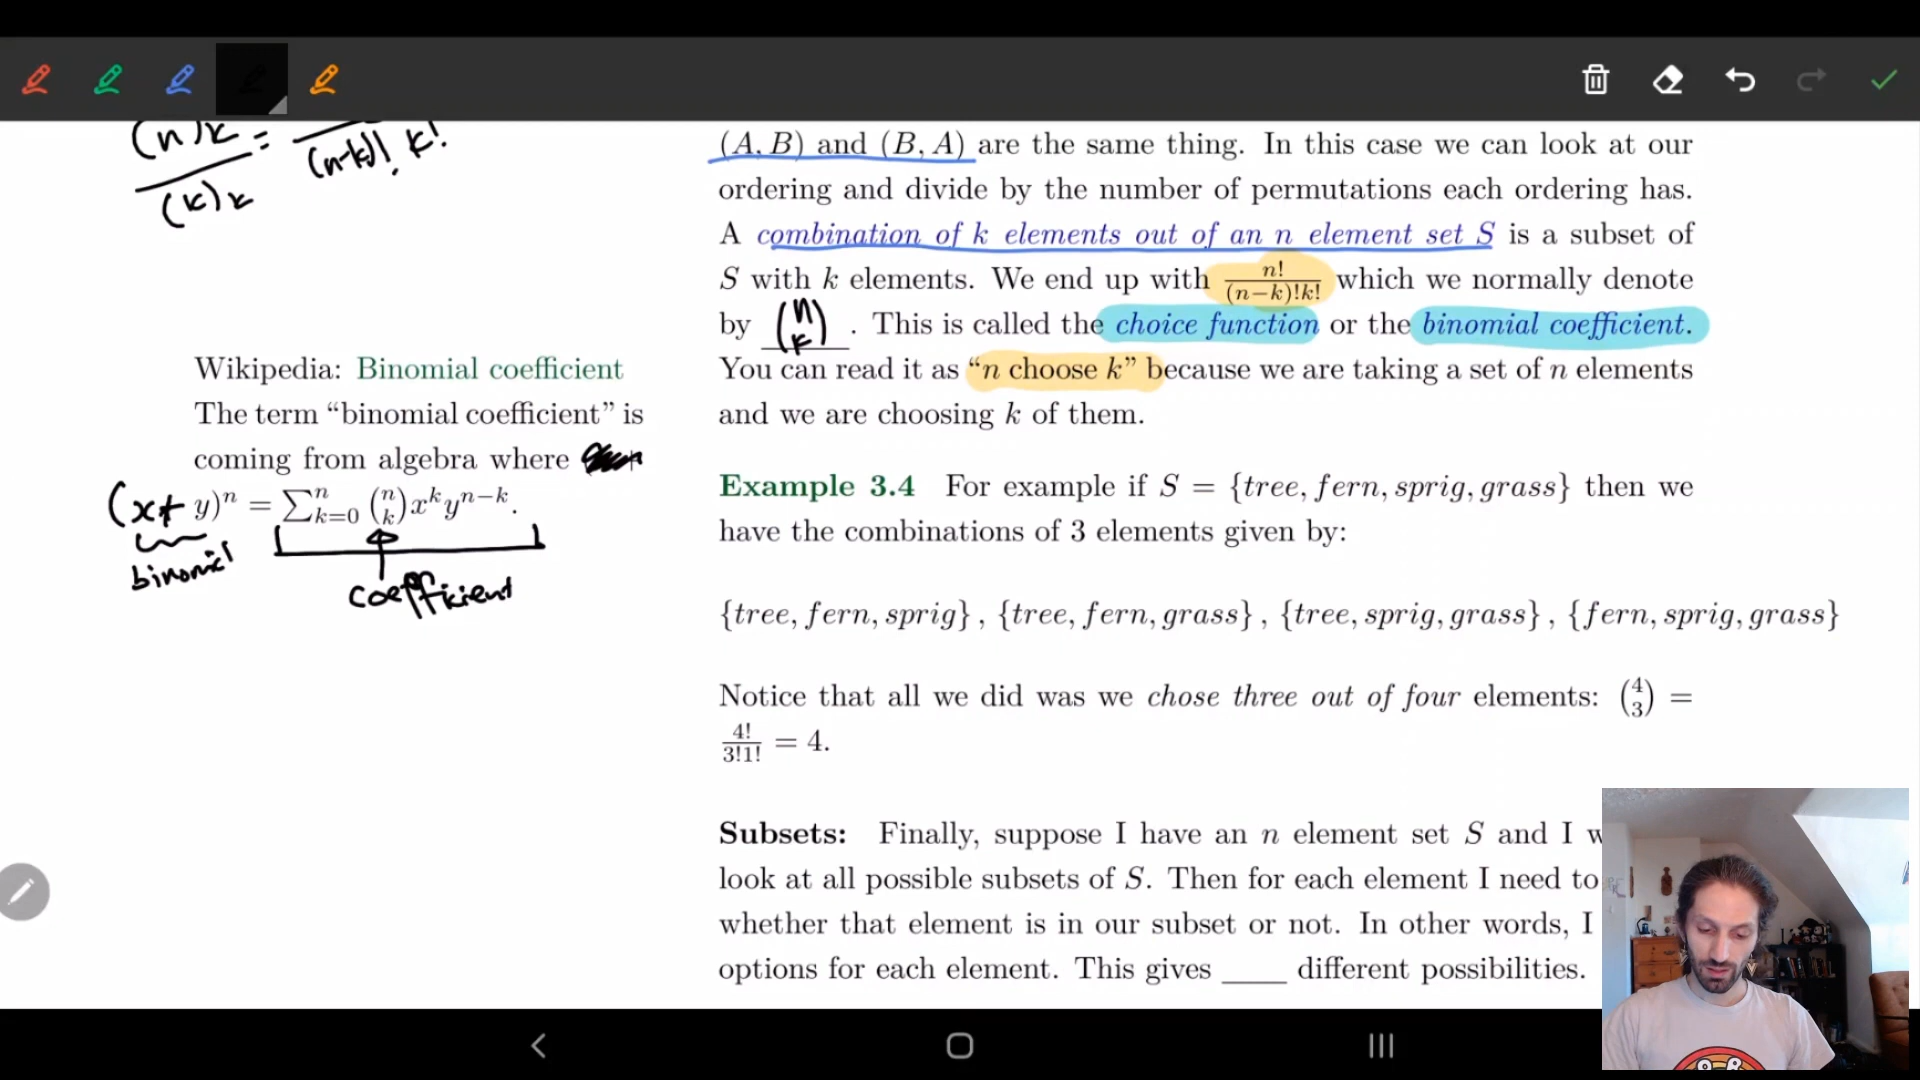 (n)k = (n-k)! k!
(k)k
(A, B) and (B, A) are the same thing. In this case we can look at our
ordering and divide by the number of permutations each ordering has.
A combination of k elements out of an n element set S is a subset of
S with k elements. We end up with n!/(n−k)!k! which we normally denote
by (n k) . This is called the choice function or the binomial coefficient.
You can read it as “n choose k” because we are taking a set of n elements
and we are choosing k of them.
Wikipedia: Binomial coefficient
The term “binomial coefficient” is
coming from algebra where
(x+ y)ⁿ = ∑ⁿₖ₌₀ (n k)xᵏyⁿ⁻ᵏ.
binomial
coefficient
Example 3.4 For example if S = {tree, fern, sprig, grass} then we
have the combinations of 3 elements given by:
{tree, fern, sprig} , {tree, fern, grass} , {tree, sprig, grass} , {fern, sprig, grass}
Notice that all we did was we chose three out of four elements: (4 3) =
4!/3!1! = 4.
Subsets: Finally, suppose I have an n element set S and I w
look at all possible subsets of S. Then for each element I need to
whether that element is in our subset or not. In other words, I
options for each element. This gives ____ different possibilities.